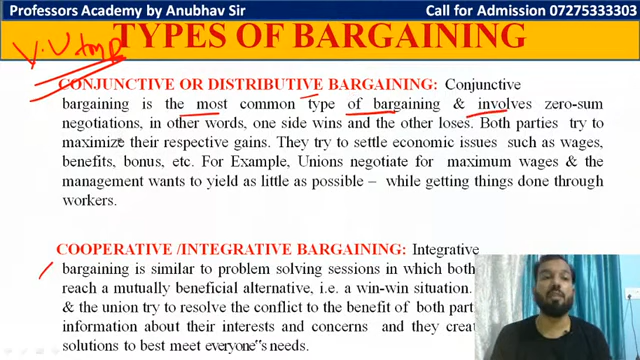 Professors Academy by Anubhav Sir Call for Admission 07275333303
TYPES OF BARGAINING
V.V Imp
CONJUNCTIVE OR DISTRIBUTIVE BARGAINING: Conjunctive
bargaining is the most common type of bargaining & involves zero-sum
negotiations, in other words, one side wins and the other loses. Both parties try to
maximize their respective gains. They try to settle economic issues such as wages,
benefits, bonus, etc. For Example, Unions negotiate for maximum wages & the
management wants to yield as little as possible – while getting things done through
workers.
COOPERATIVE /INTEGRATIVE BARGAINING: Integrative
bargaining is similar to problem solving sessions in which both
reach a mutually beneficial alternative, i.e. a win-win situation.
& the union try to resolve the conflict to the benefit of both part
information about their interests and concerns and they creat
solutions to best meet everyone"s needs.